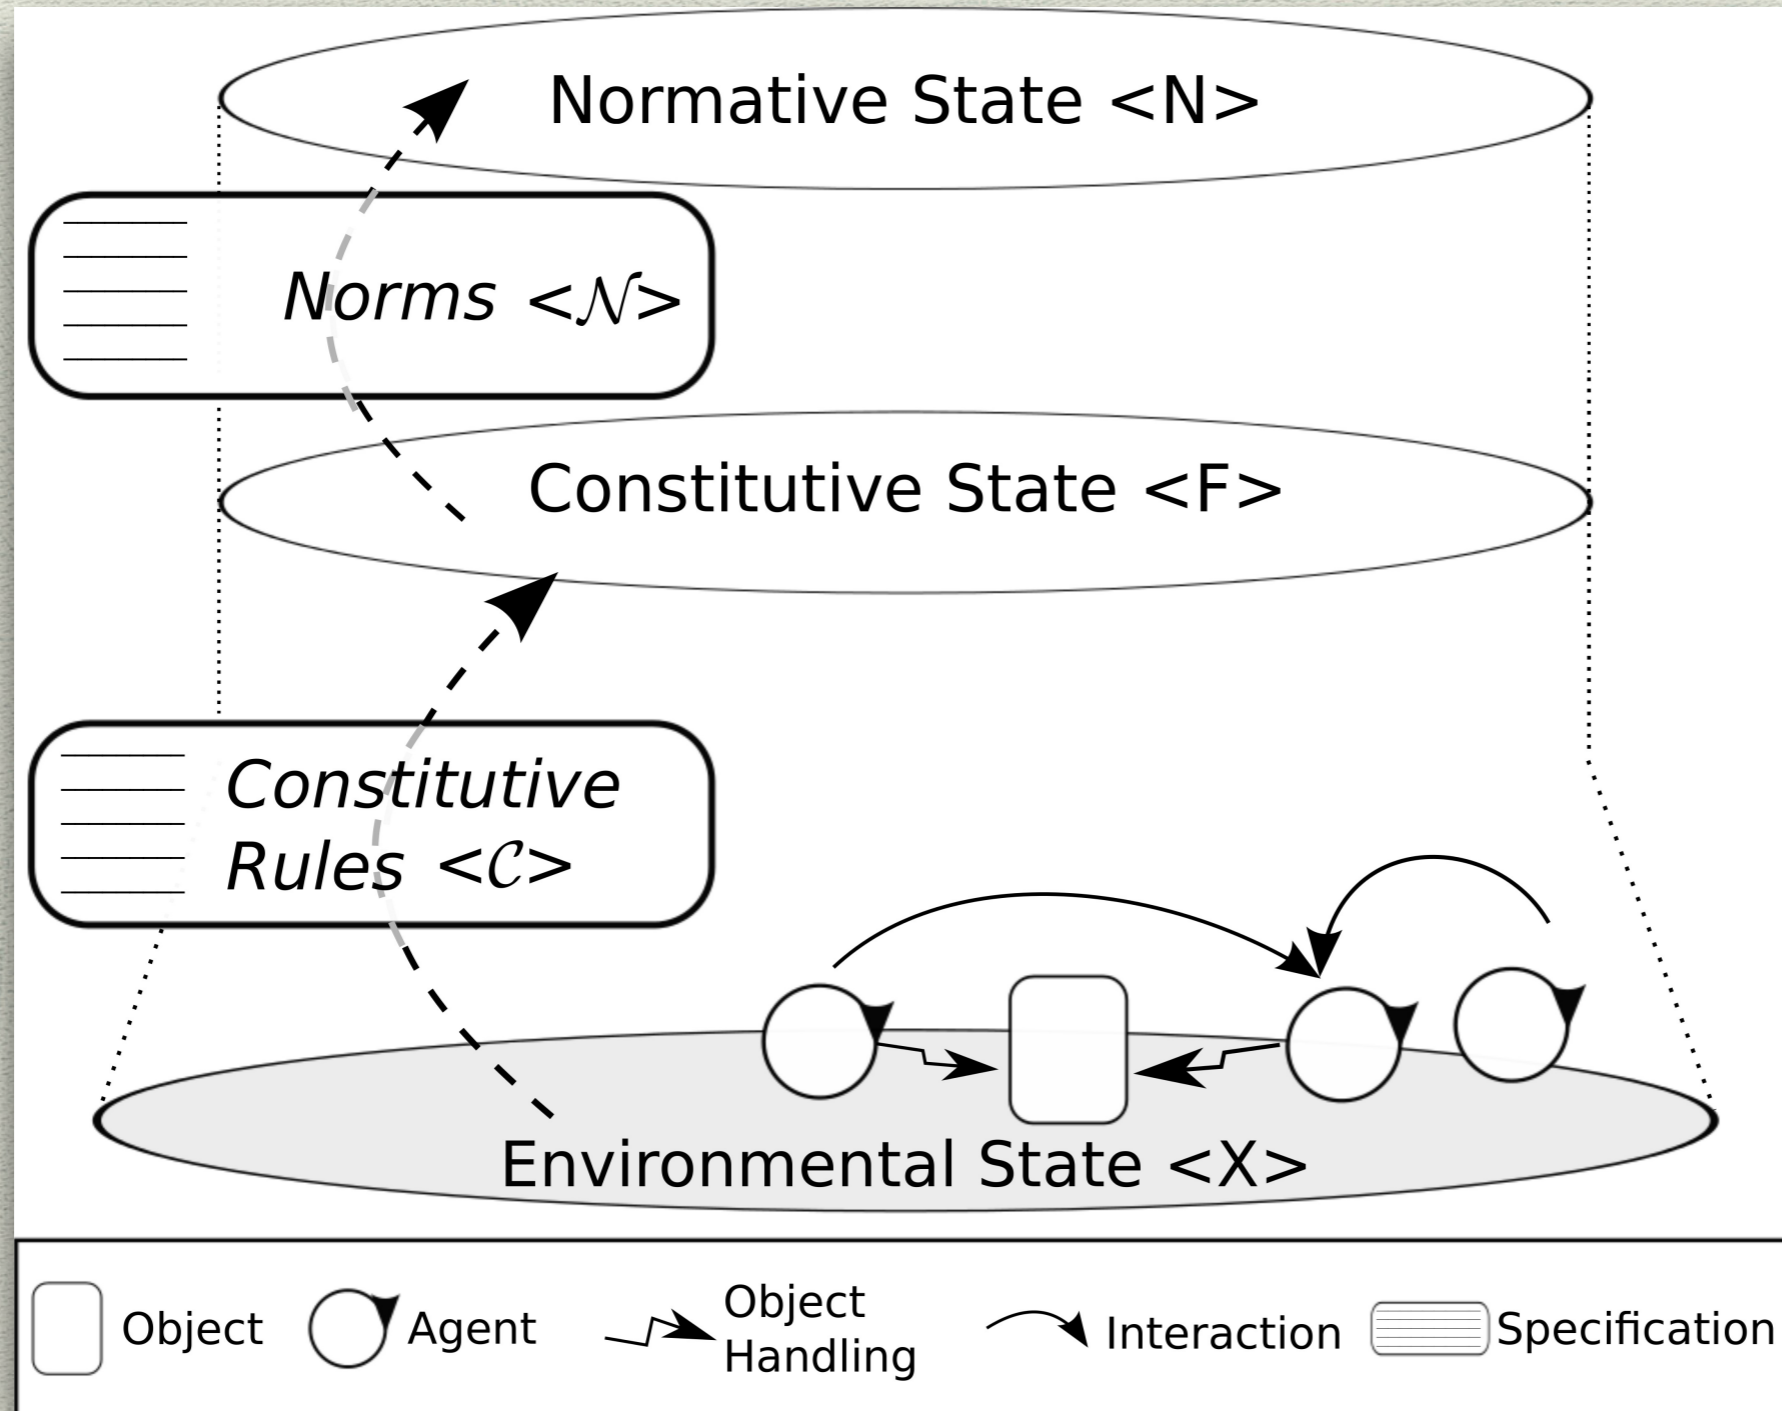 Normative State <N>
Norms <𝒩>
Constitutive State <F>
Constitutive
Rules <𝒞>
Environmental State <X>
Object
Agent
Object
Handling
Interaction
Specification